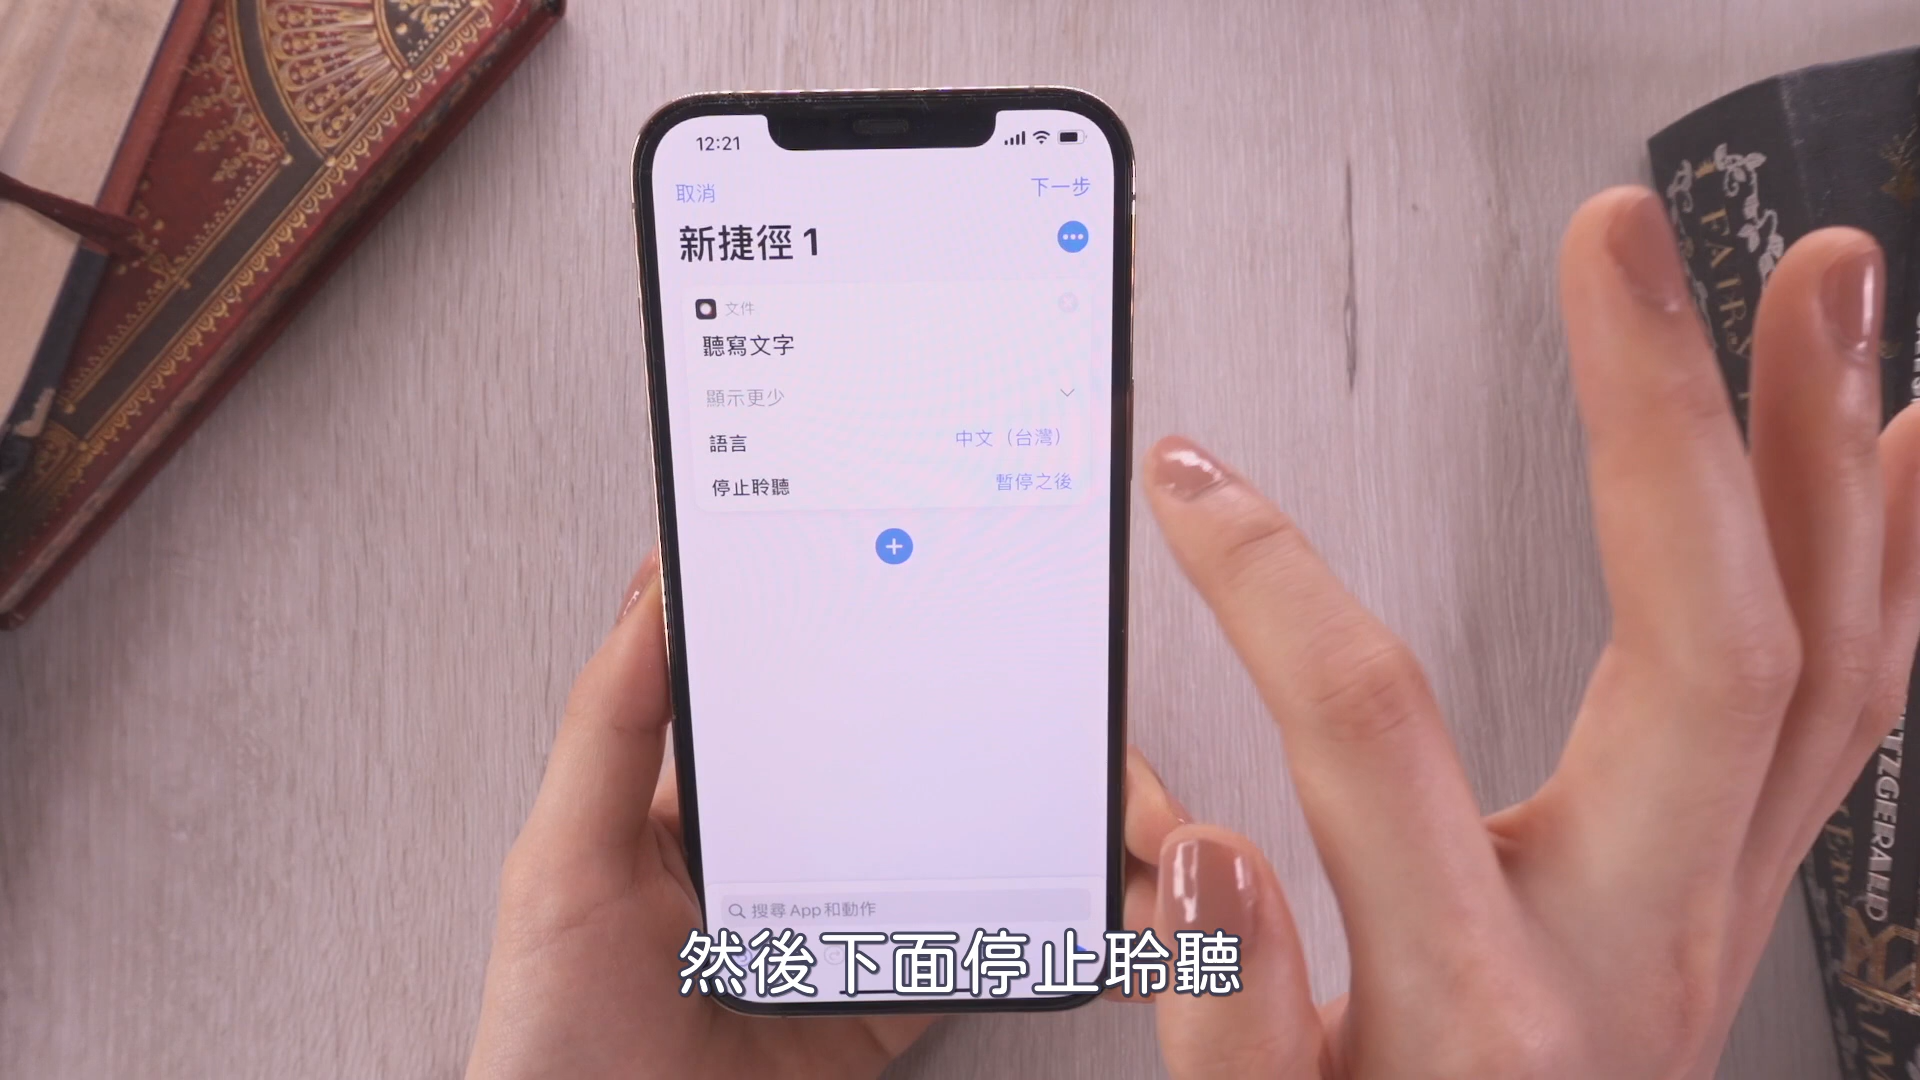 12:21
取消
下一步
新捷徑 1
文件
聽寫文字
顯示更少
語言
中文（台灣）
停止聆聽
暫停之後
搜尋 App 和動作
然後下面停止聆聽
FAIRY
ITZGERALD